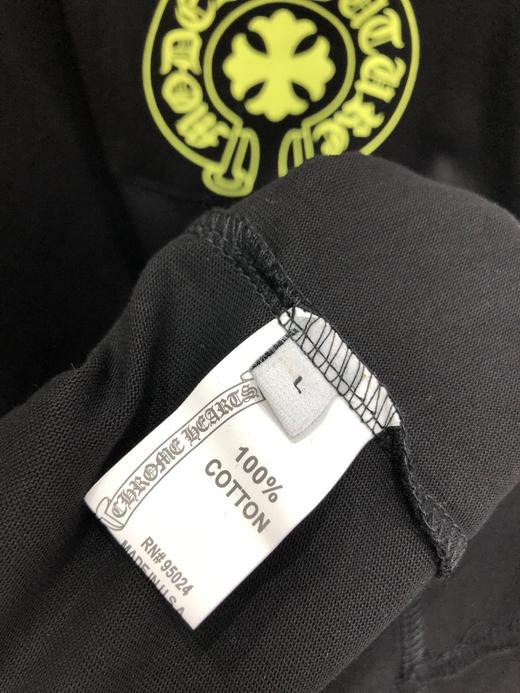 L
CHROME HEARTS
100%
COTTON
RN# 95024
MADE IN U.S.A